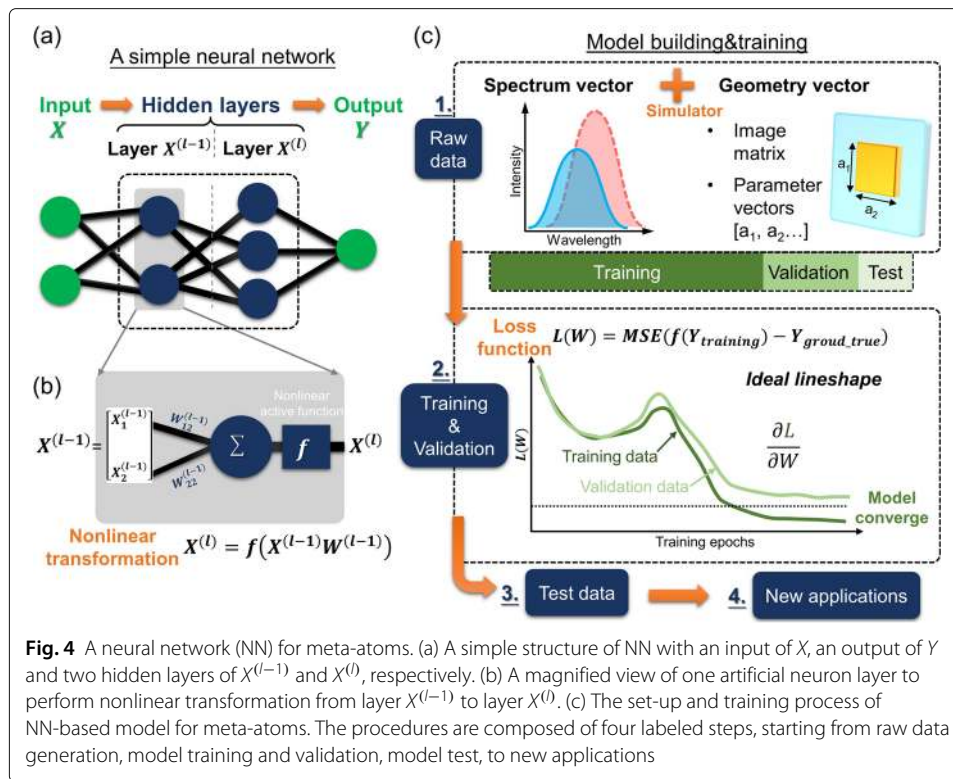 (a)
A simple neural network
Input Hidden layers Output
X Y
Layer X^(l-1) Layer X^(l)
(b)
Nonlinear
active function
X^(l-1) = [X_1^(l-1) X_2^(l-1)] W_12^(l-1) W_22^(l-1) Σ f X^(l)
Nonlinear
transformation X^(l) = f(X^(l-1)W^(l-1))
(c)
Model building&training
1. Raw
data
Spectrum vector + Geometry vector
Simulator
Intensity
Wavelength
• Image
matrix
• Parameter
vectors
[a₁, a₂...]
a₁
a₂
Training Validation Test
2. Training
&
Validation
Loss
function
L(W) = MSE(f(Y_training) − Y_groud_true)
Ideal lineshape
∂L
∂W
L(W)
Training data
Validation data
Model
converge
Training epochs
3. Test data 4. New applications
Fig. 4 A neural network (NN) for meta-atoms. (a) A simple structure of NN with an input of X, an output of Y
and two hidden layers of X^(l−1) and X^(l), respectively. (b) A magnified view of one artificial neuron layer to
perform nonlinear transformation from layer X^(l−1) to layer X^(l). (c) The set-up and training process of
NN-based model for meta-atoms. The procedures are composed of four labeled steps, starting from raw data
generation, model training and validation, model test, to new applications